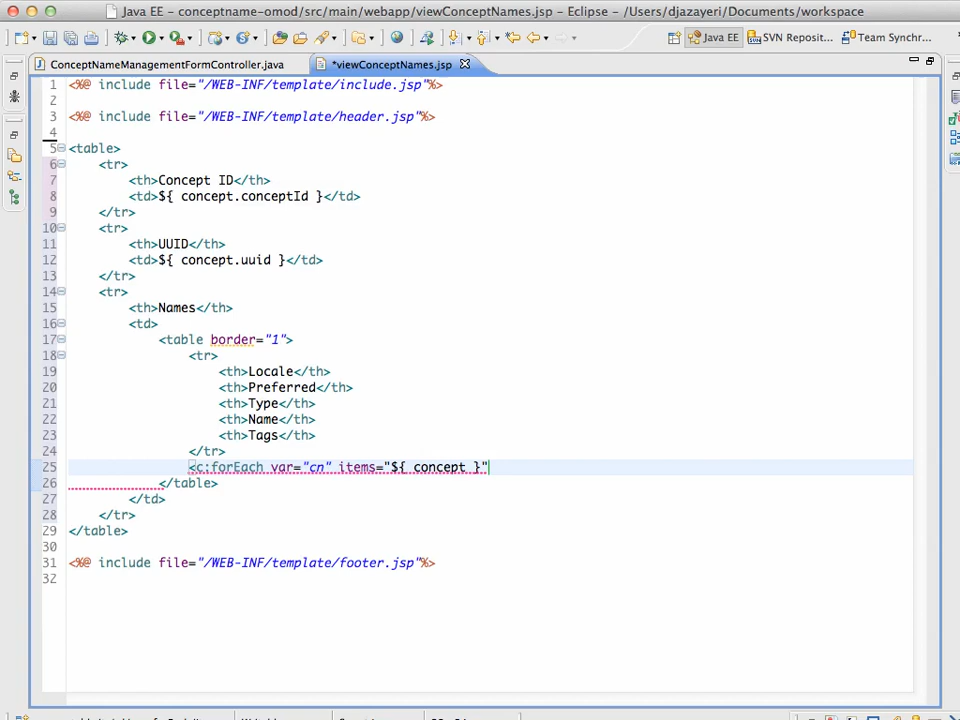 Java EE - conceptname-omod/src/main/webapp/viewConceptNames.jsp - Eclipse - /Users/djazayeri/Documents/workspace
Java EE SVN Reposit... Team Synchr...
ConceptNameManagementFormController.java *viewConceptNames.jsp
1 <%@ include file="/WEB-INF/template/include.jsp"%>
2
3 <%@ include file="/WEB-INF/template/header.jsp"%>
4
5 <table>
6 <tr>
7 <th>Concept ID</th>
8 <td>${ concept.conceptId }</td>
9 </tr>
10 <tr>
11 <th>UUID</th>
12 <td>${ concept.uuid }</td>
13 </tr>
14 <tr>
15 <th>Names</th>
16 <td>
17 <table border="1">
18 <tr>
19 <th>Locale</th>
20 <th>Preferred</th>
21 <th>Type</th>
22 <th>Name</th>
23 <th>Tags</th>
24 </tr>
25 <c:forEach var="cn" items="${ concept }"
26 </table>
27 </td>
28 </tr>
29 </table>
30
31 <%@ include file="/WEB-INF/template/footer.jsp"%>
32